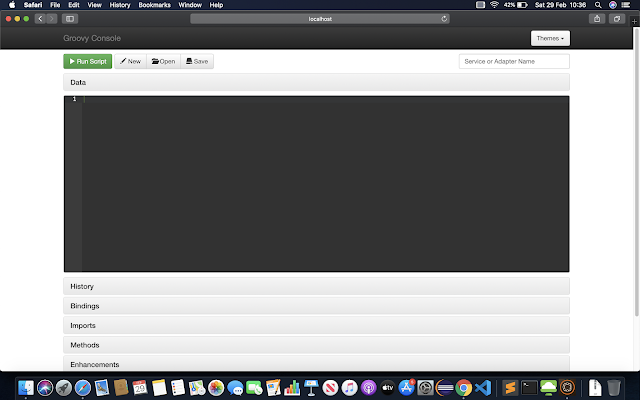 Safari File Edit View History Bookmarks Window Help 42% Sat 29 Feb 10:36
localhost
Groovy Console Themes
Run Script New Open Save Service or Adapter Name
Data
1
History
Bindings
Imports
Methods
Enhancements